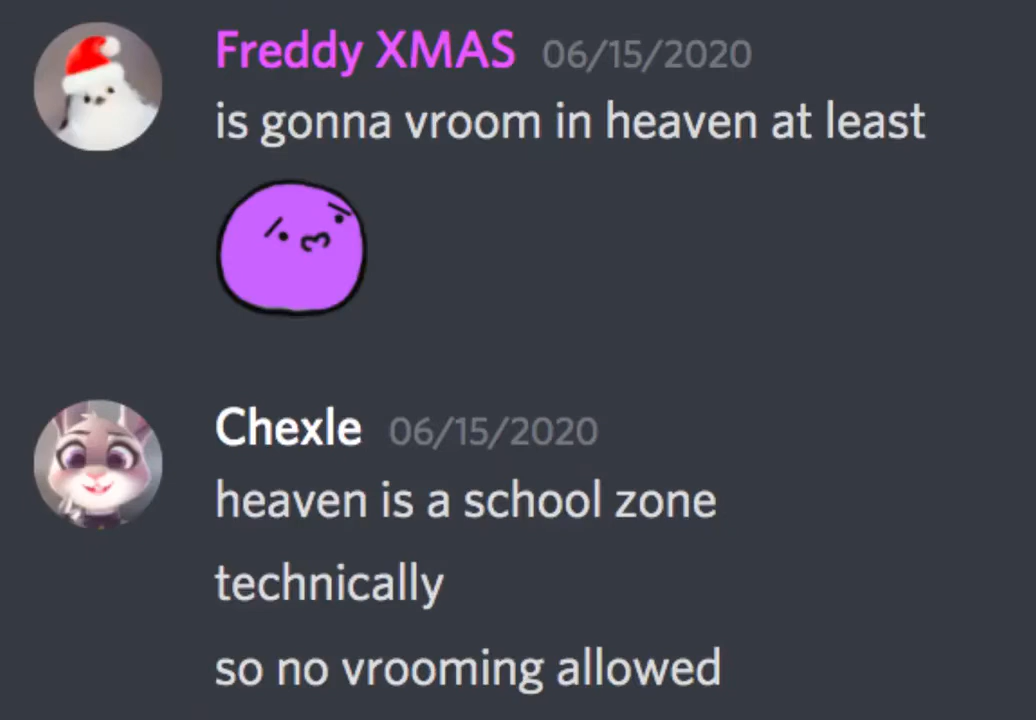 Freddy XMAS 06/15/2020
is gonna vroom in heaven at least
Chexle 06/15/2020
heaven is a school zone
technically
so no vrooming allowed